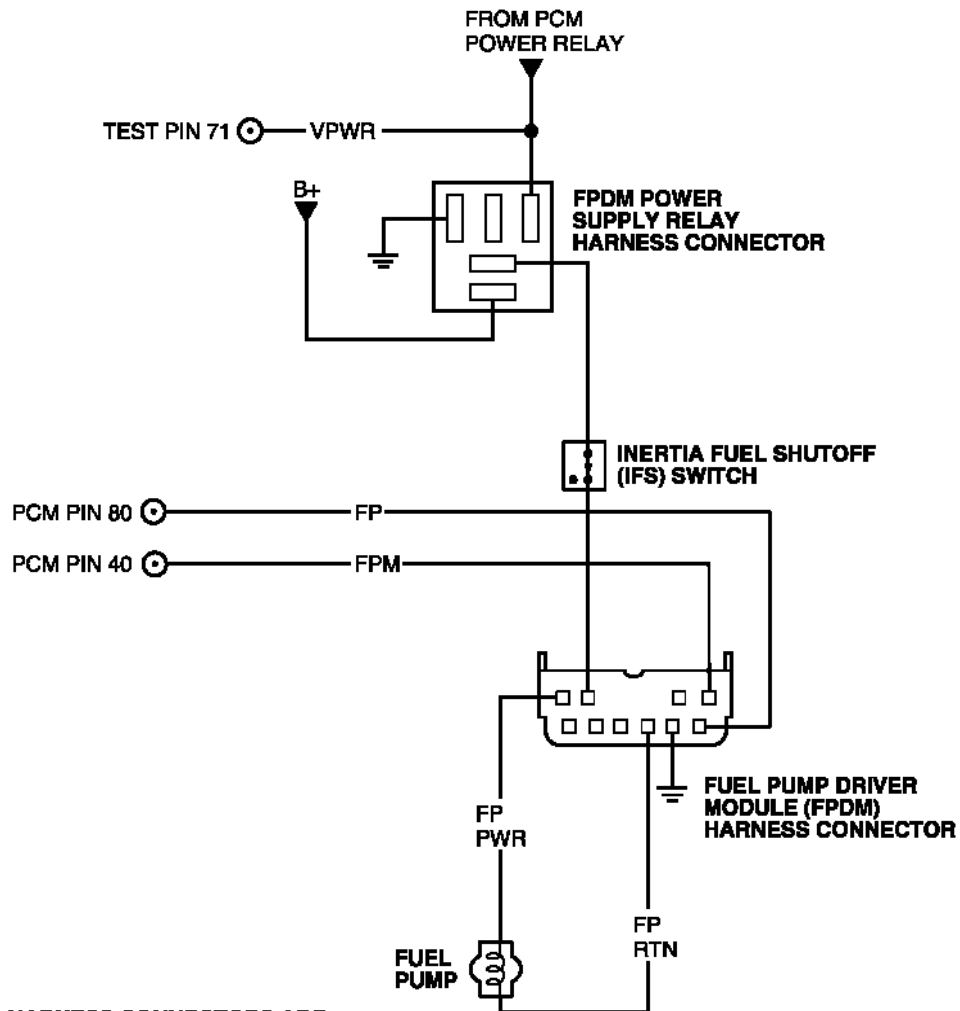 FROM PCM
POWER RELAY
TEST PIN 71
VPWR
B+
FPDM POWER
SUPPLY RELAY
HARNESS CONNECTOR
INERTIA FUEL SHUTOFF
(IFS) SWITCH
PCM PIN 80
FP
PCM PIN 40
FPM
FUEL PUMP DRIVER
MODULE (FPDM)
HARNESS CONNECTOR
FP
PWR
FP
RTN
FUEL
PUMP